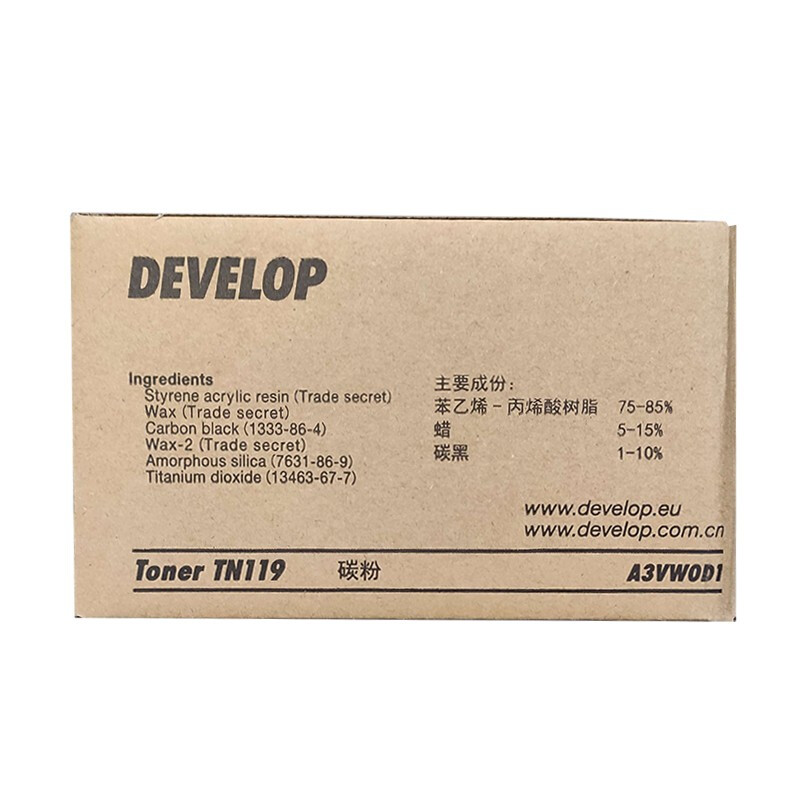 DEVELOP
Ingredients
Styrene acrylic resin (Trade secret)
Wax (Trade secret)
Carbon black (1333-86-4)
Wax-2 (Trade secret)
Amorphous silica (7631-86-9)
Titanium dioxide (13463-67-7)
主要成份：
苯乙烯－丙烯酸树脂 75-85%
蜡 5-15%
碳黑 1-10%
www.develop.eu
www.develop.com.cn
Toner TN119 碳粉 A3VW0D1